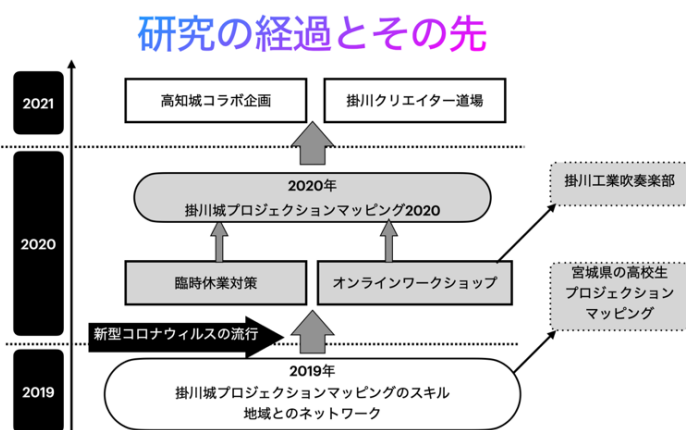 研究の経過とその先
2021
高知城コラボ企画
掛川クリエイター道場
2020年
掛川城プロジェクションマッピング2020
掛川工業吹奏楽部
2020
臨時休業対策
オンラインワークショップ
宮城県の高校生
プロジェクション
マッピング
新型コロナウィルスの流行
2019年
2019
掛川城プロジェクションマッピングのスキル
地域とのネットワーク